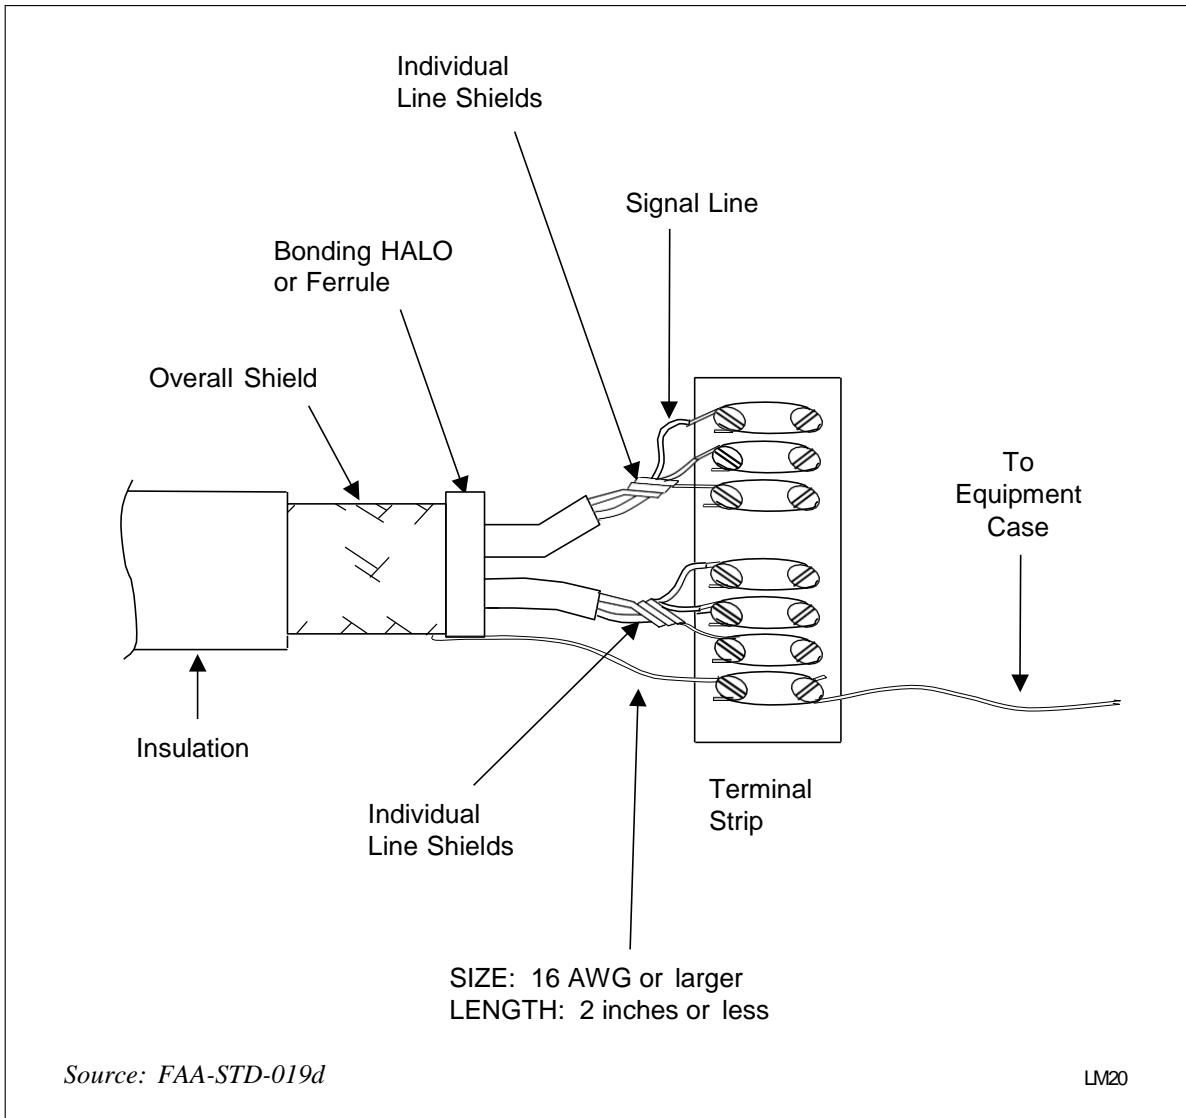 Individual
Line Shields
Signal Line
Bonding HALO
or Ferrule
Overall Shield
To
Equipment
Case
Insulation
Terminal
Strip
Individual
Line Shields
SIZE: 16 AWG or larger
LENGTH: 2 inches or less
Source: FAA-STD-019d
LM20